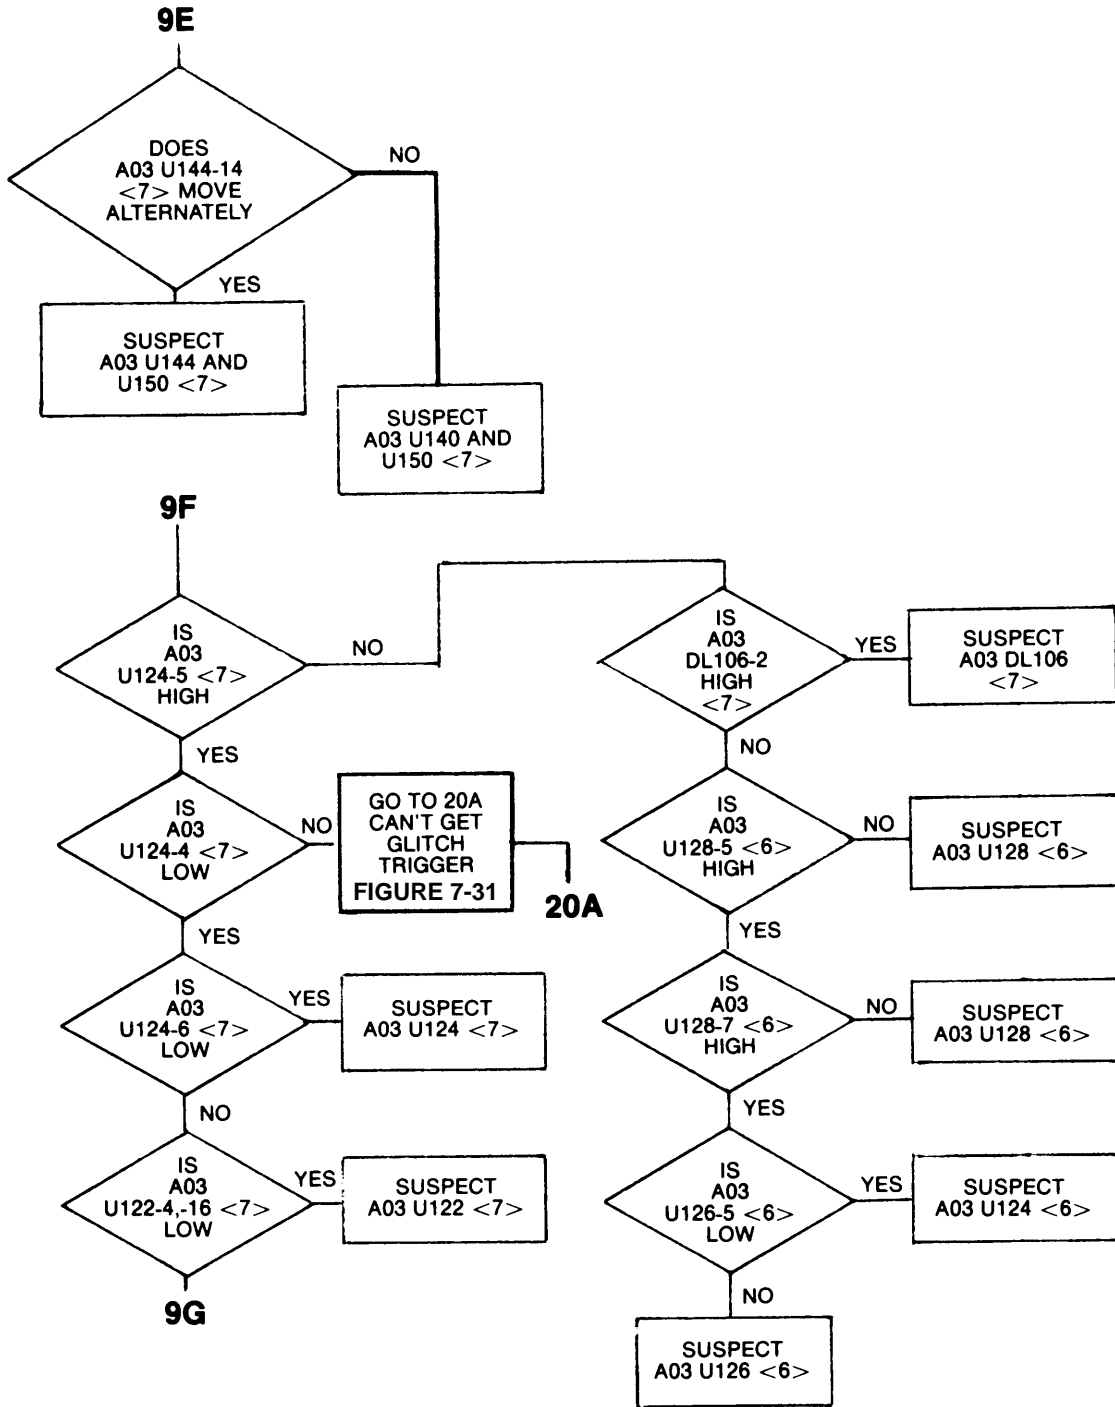 9E
DOES
A03 U144-14
<7> MOVE
ALTERNATELY
NO
YES
SUSPECT
A03 U144 AND
U150 <7>
SUSPECT
A03 U140 AND
U150 <7>
9F
IS
A03
U124-5 <7>
HIGH
NO
YES
IS
A03
U124-4 <7>
LOW
NO
GO TO 20A
CAN'T GET
GLITCH
TRIGGER
FIGURE 7-31
20A
YES
IS
A03
U124-6 <7>
LOW
YES
SUSPECT
A03 U124 <7>
NO
IS
A03
U122-4,-16 <7>
LOW
YES
SUSPECT
A03 U122 <7>
9G
IS
A03
DL106-2
HIGH
<7>
YES
SUSPECT
A03 DL106
<7>
NO
IS
A03
U128-5 <6>
HIGH
NO
SUSPECT
A03 U128 <6>
YES
IS
A03
U128-7 <6>
HIGH
NO
SUSPECT
A03 U128 <6>
YES
IS
A03
U126-5 <6>
LOW
YES
SUSPECT
A03 U124 <6>
NO
SUSPECT
A03 U126 <6>